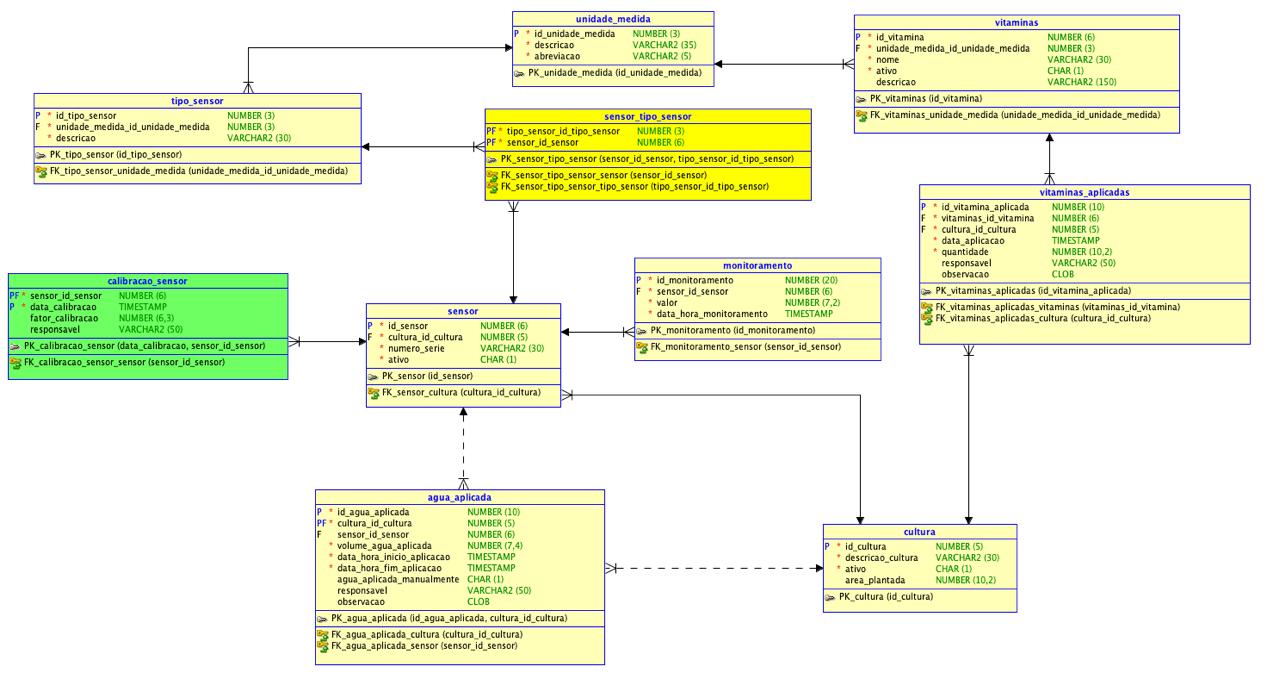 unidade_medida
P * id_unidade_medida NUMBER (3)
* descricao VARCHAR2 (35)
* abreviacao VARCHAR2 (5)
PK_unidade_medida (id_unidade_medida)
vitaminas
P * id_vitamina NUMBER (6)
F * unidade_medida_id_unidade_medida NUMBER (3)
* nome VARCHAR2 (30)
* ativo CHAR (1)
descricao VARCHAR2 (150)
PK_vitaminas (id_vitamina)
FK_vitaminas_unidade_medida (unidade_medida_id_unidade_medida)
tipo_sensor
P * id_tipo_sensor NUMBER (3)
F * unidade_medida_id_unidade_medida NUMBER (3)
* descricao VARCHAR2 (30)
PK_tipo_sensor (id_tipo_sensor)
FK_tipo_sensor_unidade_medida (unidade_medida_id_unidade_medida)
sensor_tipo_sensor
PF * tipo_sensor_id_tipo_sensor NUMBER (3)
PF * sensor_id_sensor NUMBER (6)
PK_sensor_tipo_sensor (sensor_id_sensor, tipo_sensor_id_tipo_sensor)
FK_sensor_tipo_sensor_sensor (sensor_id_sensor)
FK_sensor_tipo_sensor_tipo_sensor (tipo_sensor_id_tipo_sensor)
vitaminas_aplicadas
P * id_vitamina_aplicada NUMBER (10)
F * vitaminas_id_vitamina NUMBER (6)
F * cultura_id_cultura NUMBER (5)
* data_aplicacao TIMESTAMP
* quantidade NUMBER (10,2)
responsavel VARCHAR2 (50)
observacao CLOB
PK_vitaminas_aplicadas (id_vitamina_aplicada)
FK_vitaminas_aplicadas_vitaminas (vitaminas_id_vitamina)
FK_vitaminas_aplicadas_cultura (cultura_id_cultura)
calibracao_sensor
PF * sensor_id_sensor NUMBER (6)
P * data_calibracao TIMESTAMP
fator_calibracao NUMBER (6,3)
responsavel VARCHAR2 (50)
PK_calibracao_sensor (data_calibracao, sensor_id_sensor)
FK_calibracao_sensor_sensor (sensor_id_sensor)
monitoramento
P * id_monitoramento NUMBER (20)
F * sensor_id_sensor NUMBER (6)
* valor NUMBER (7,2)
* data_hora_monitoramento TIMESTAMP
PK_monitoramento (id_monitoramento)
FK_monitoramento_sensor (sensor_id_sensor)
sensor
P * id_sensor NUMBER (6)
F * cultura_id_cultura NUMBER (5)
* numero_serie VARCHAR2 (30)
* ativo CHAR (1)
PK_sensor (id_sensor)
FK_sensor_cultura (cultura_id_cultura)
agua_aplicada
P * id_agua_aplicada NUMBER (10)
PF * cultura_id_cultura NUMBER (5)
F sensor_id_sensor NUMBER (6)
* volume_agua_aplicada NUMBER (7,4)
* data_hora_inicio_aplicacao TIMESTAMP
* data_hora_fim_aplicacao TIMESTAMP
agua_aplicada_manualmente CHAR (1)
responsavel VARCHAR2 (50)
observacao CLOB
PK_agua_aplicada (id_agua_aplicada, cultura_id_cultura)
FK_agua_aplicada_cultura (cultura_id_cultura)
FK_agua_aplicada_sensor (sensor_id_sensor)
cultura
P * id_cultura NUMBER (5)
* descricao_cultura VARCHAR2 (30)
* ativo CHAR (1)
area_plantada NUMBER (10,2)
PK_cultura (id_cultura)